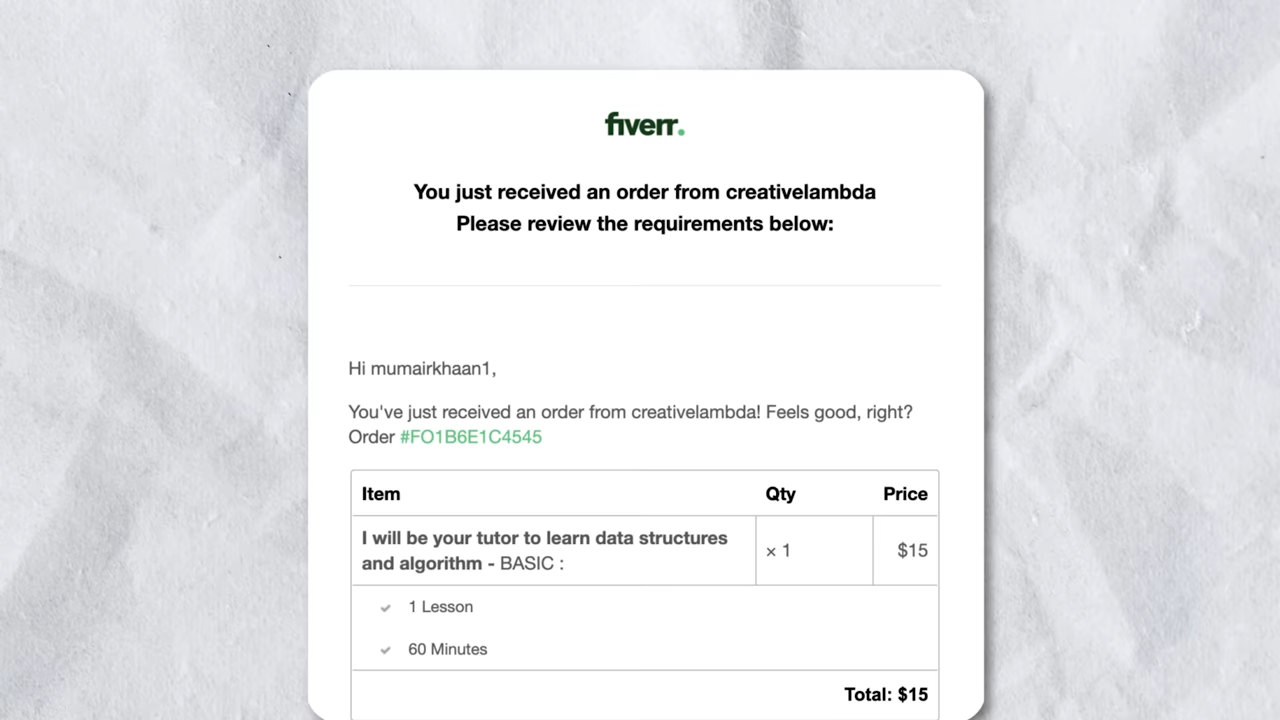 fiverr.
You just received an order from creativelambda
Please review the requirements below:
Hi mumairkhaan1,
You've just received an order from creativelambda! Feels good, right?
Order #FO1B6E1C4545
Item Qty Price
I will be your tutor to learn data structures
and algorithm - BASIC :
× 1
$15
1 Lesson
60 Minutes
Total: $15